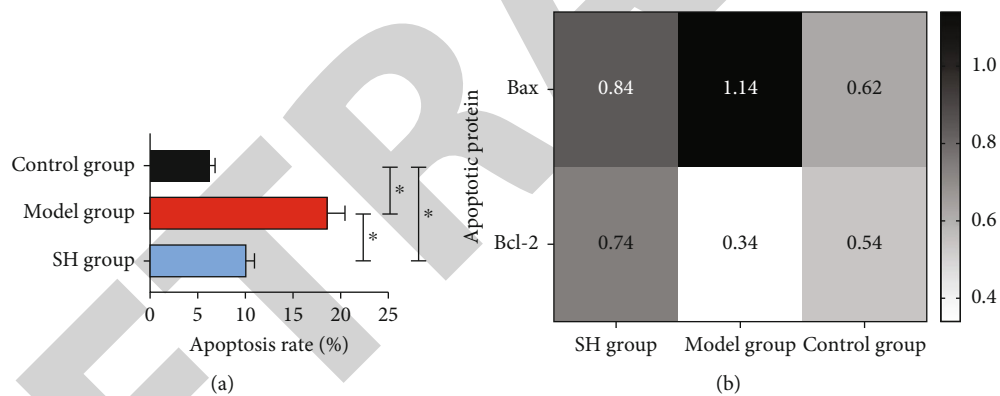 Control group
Model group
SH group
*
*
*
0 5 10 15 20 25
Apoptosis rate (%)
(a)
Apoptotic protein
Bax
0.84 1.14 0.62
Bcl-2
0.74 0.34 0.54
SH group Model group Control group
1.0
0.8
0.6
0.4
(b)